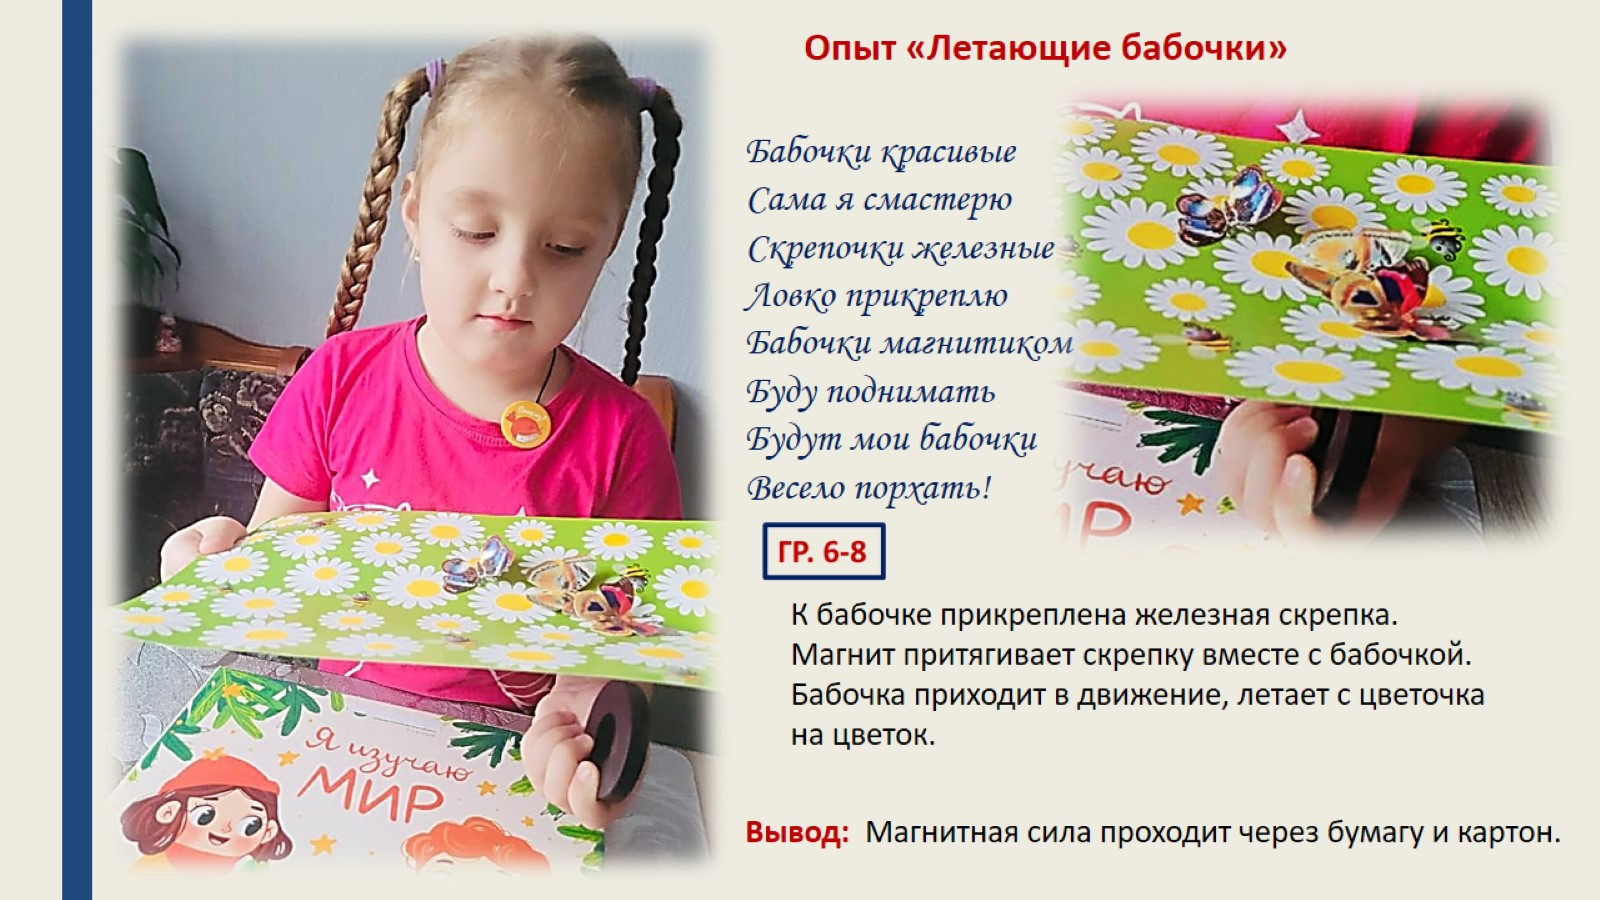 Опыт «Летающие бабочки»
Бабочки красивые
Сама я смастерю
Скрепочки железные
Ловко прикреплю
Бабочки магнитиком
Буду поднимать
Будут мои бабочки
Весело порхать!
ГР. 6-8
К бабочке прикреплена железная скрепка.
Магнит притягивает скрепку вместе с бабочкой.
Бабочка приходит в движение, летает с цветочка
на цветок.
Вывод: Магнитная сила проходит через бумагу и картон.
Я изучаю
МИР